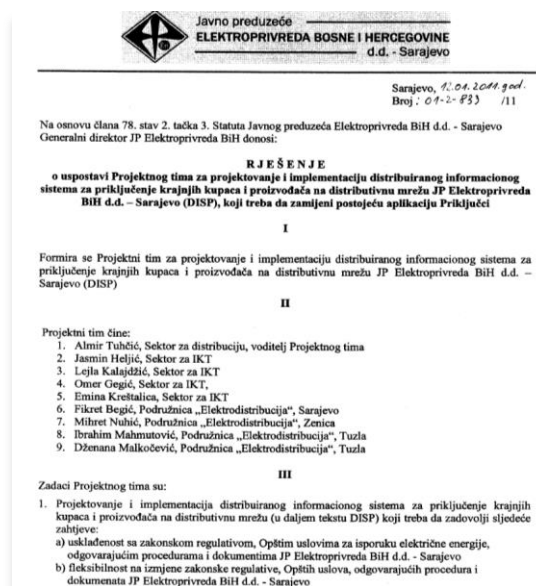 Javno preduzeće
ELEKTROPRIVREDA BOSNE I HERCEGOVINE
d.d. - Sarajevo
Sarajevo, 12.01.2011.god.
Broj : 01-2-833 /11
Na osnovu člana 78. stav 2. tačka 3. Statuta Javnog preduzeća Elektroprivreda BiH d.d. - Sarajevo
Generalni direktor JP Elektroprivreda BiH donosi:
R J E Š E N J E
o uspostavi Projektnog tima za projektovanje i implementaciju distribuiranog informacionog
sistema za priključenje krajnjih kupaca i proizvođača na distributivnu mrežu JP Elektroprivreda
BiH d.d. – Sarajevo (DISP), koji treba da zamijeni postojeću aplikaciju Priključci
I
Formira se Projektni tim za projektovanje i implementaciju distribuiranog informacionog sistema za
priključenje krajnjih kupaca i proizvođača na distributivnu mrežu JP Elektroprivreda BiH d.d. –
Sarajevo (DISP)
II
Projektni tim čine:
1. Almir Tuhčić, Sektor za distribuciju, voditelj Projektnog tima
2. Jasmin Heljić, Sektor za IKT
3. Lejla Kalajdžić, Sektor za IKT
4. Omer Gegić, Sektor za IKT,
5. Emina Kreštalica, Sektor za IKT
6. Fikret Begić, Podružnica „Elektrodistribucija“, Sarajevo
7. Mihret Nuhić, Podružnica „Elektrodistribucija“, Zenica
8. Ibrahim Mahmutović, Podružnica „Elektrodistribucija“, Tuzla
9. Dženana Malkočević, Podružnica „Elektrodistribucija“, Tuzla
III
Zadaci Projektnog tima su:
1. Projektovanje i implementacija distribuiranog informacionog sistema za priključenje krajnjih
kupaca i proizvođača na distributivnu mrežu (u daljem tekstu DISP) koji treba da zadovolji sljedeće
zahtjeve:
a) usklađenost sa zakonskom regulativom, Opštim uslovima za isporuku električne energije,
odgovarajućim procedurama i dokumentima JP Elektroprivreda BiH d.d. - Sarajevo
b) fleksibilnost na izmjene zakonske regulative, Opštih uslova, odgovarajućih procedura i
dokumenata JP Elektroprivreda BiH d.d. - Sarajevo